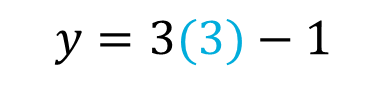 y = 3(3) − 1